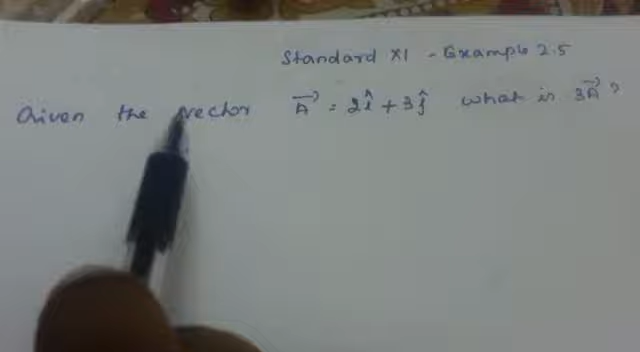 Standard XI - Example 2.5
Given the vector A⃗ = 2î + 3ĵ what is 3A⃗ ?